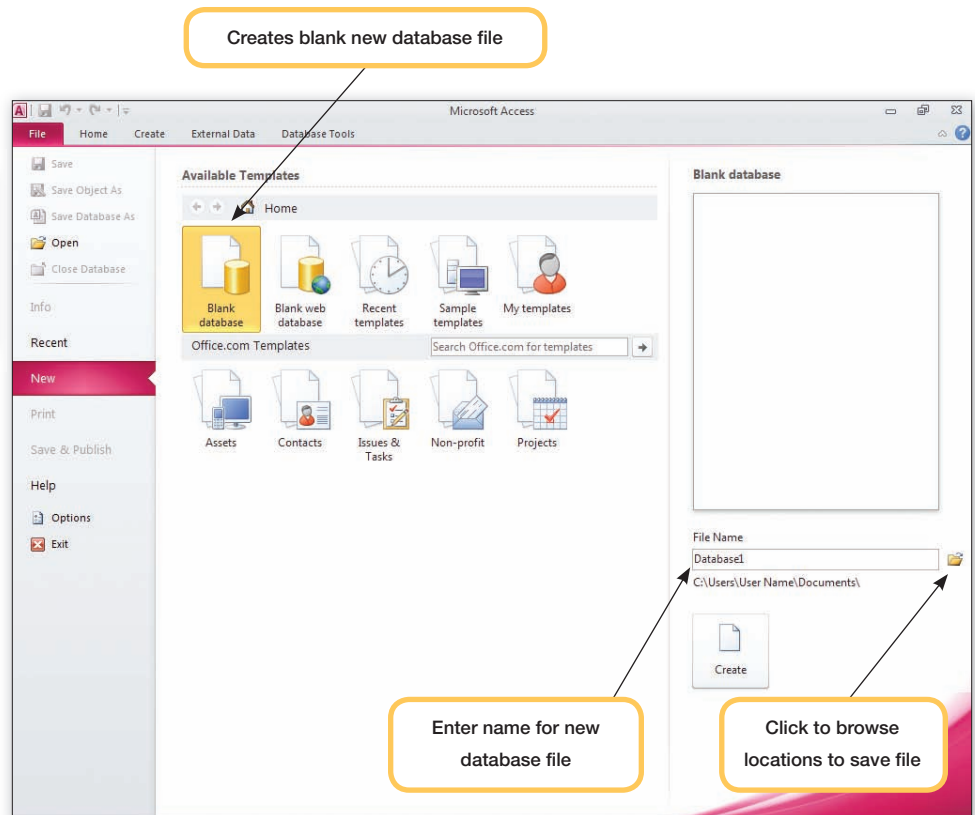 Creates blank new database file
Microsoft Access
File Home Create External Data Database Tools
Save
Save Object As
Save Database As
Open
Close Database
Info
Recent
New
Print
Save & Publish
Help
Options
Exit
Available Templates
Home
Blank database
Blank web database
Recent templates
Sample templates
My templates
Office.com Templates
Search Office.com for templates
Assets
Contacts
Issues & Tasks
Non-profit
Projects
Blank database
File Name
Database1
C:\Users\User Name\Documents\
Create
Enter name for new
database file
Click to browse
locations to save file